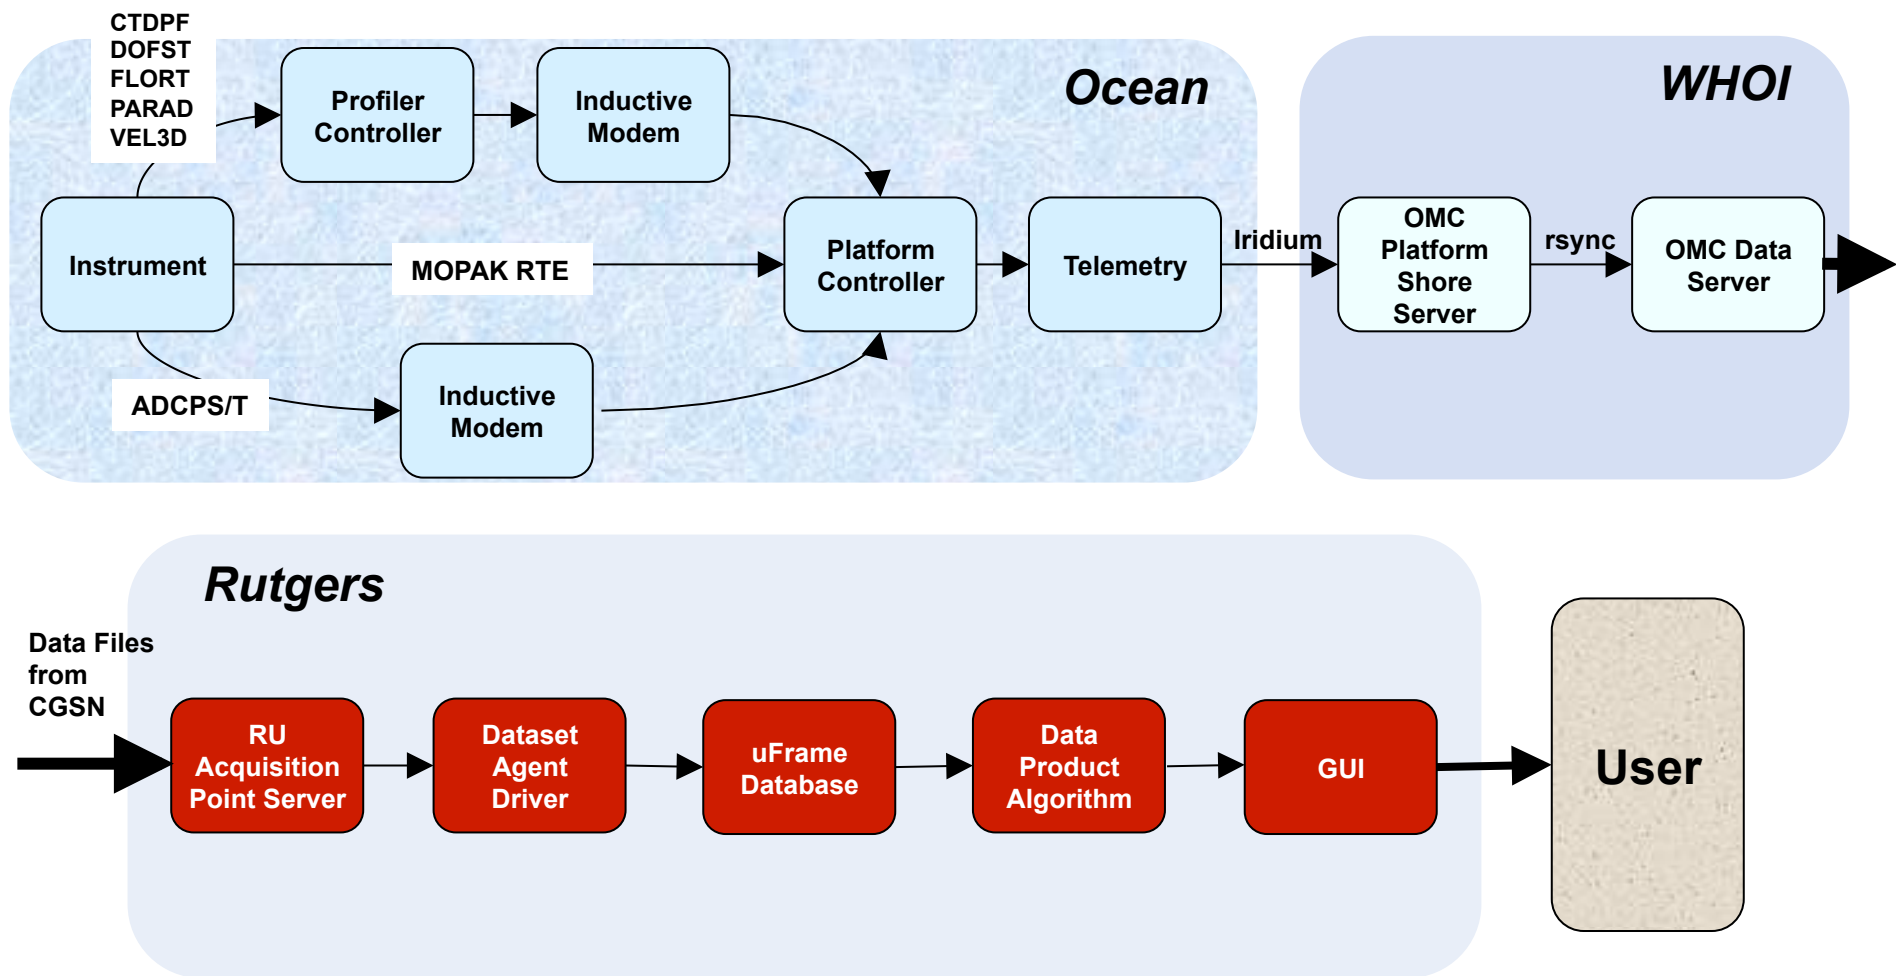 CTDPF
DOFST
FLORT
PARAD
VEL3D
Profiler
Controller
Inductive
Modem
Ocean
WHOI
Instrument
MOPAK RTE
Platform
Controller
Telemetry
Iridium
OMC
Platform
Shore
Server
rsync
OMC Data
Server
ADCPS/T
Inductive
Modem
Rutgers
Data Files
from
CGSN
RU
Acquisition
Point Server
Dataset
Agent
Driver
uFrame
Database
Data
Product
Algorithm
GUI
User